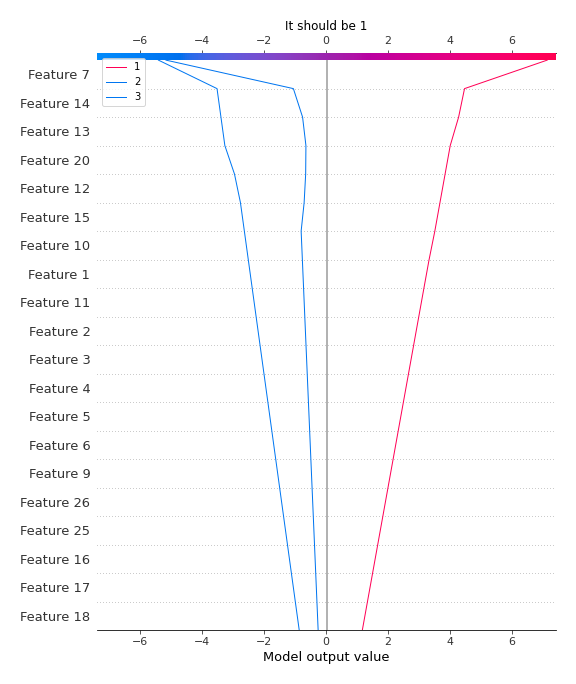 It should be 1
−6 −4 −2 0 2 4 6
1
2
3
Feature 7
Feature 14
Feature 13
Feature 20
Feature 12
Feature 15
Feature 10
Feature 1
Feature 11
Feature 2
Feature 3
Feature 4
Feature 5
Feature 6
Feature 9
Feature 26
Feature 25
Feature 16
Feature 17
Feature 18
−6 −4 −2 0 2 4 6
Model output value